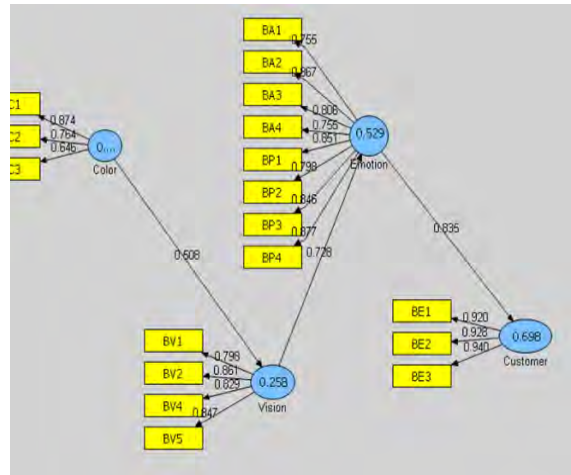 BA1
0.755
BA2
0.867
BA3
0.806
BA4
0.755
0.851
BP1
0.798
BP2
0.846
BP3
0.877
BP4
0.728
0.529
Emotion
C1
0.874
C2
0.764
C3
0.646
0....
Color
0.508
0.835
BE1
0.920
BE2
0.928
BE3
0.940
0.698
Customer
BV1
0.798
BV2
0.861
BV4
0.829
BV5
0.847
0.258
Vision